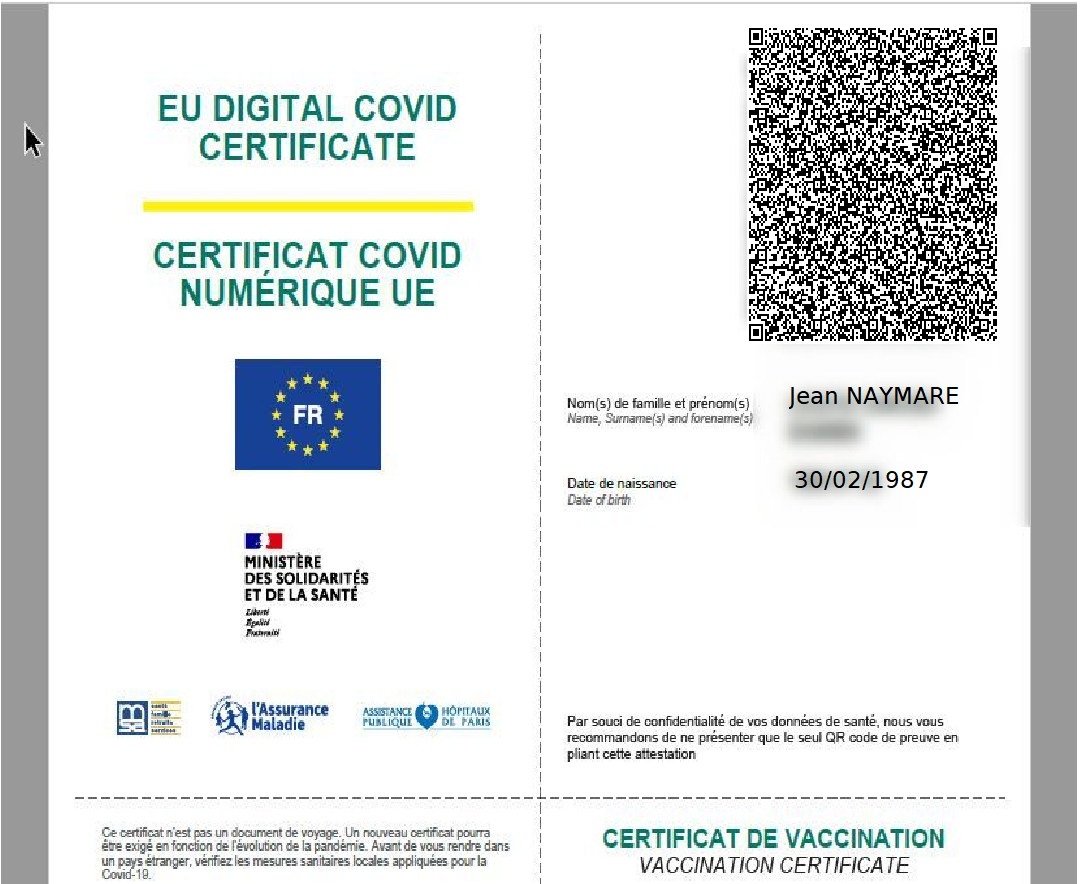 EU DIGITAL COVID
CERTIFICATE
CERTIFICAT COVID
NUMÉRIQUE UE
FR
MINISTÈRE
DES SOLIDARITÉS
ET DE LA SANTÉ
Liberté
Égalité
Fraternité
santé
famille
retraite
services
l'Assurance
Maladie
ASSISTANCE HÔPITAUX
PUBLIQUE DE PARIS
Nom(s) de famille et prénom(s)
Name, Surname(s) and forename(s)
Jean NAYMARE
Date de naissance
Date of birth
30/02/1987
Par souci de confidentialité de vos données de santé, nous vous
recommandons de ne présenter que le seul QR code de preuve en
pliant cette attestation
Ce certificat n'est pas un document de voyage. Un nouveau certificat pourra
être exigé en fonction de l'évolution de la pandémie. Avant de vous rendre dans
un pays étranger, vérifiez les mesures sanitaires locales appliquées pour la
Covid-19.
CERTIFICAT DE VACCINATION
VACCINATION CERTIFICATE